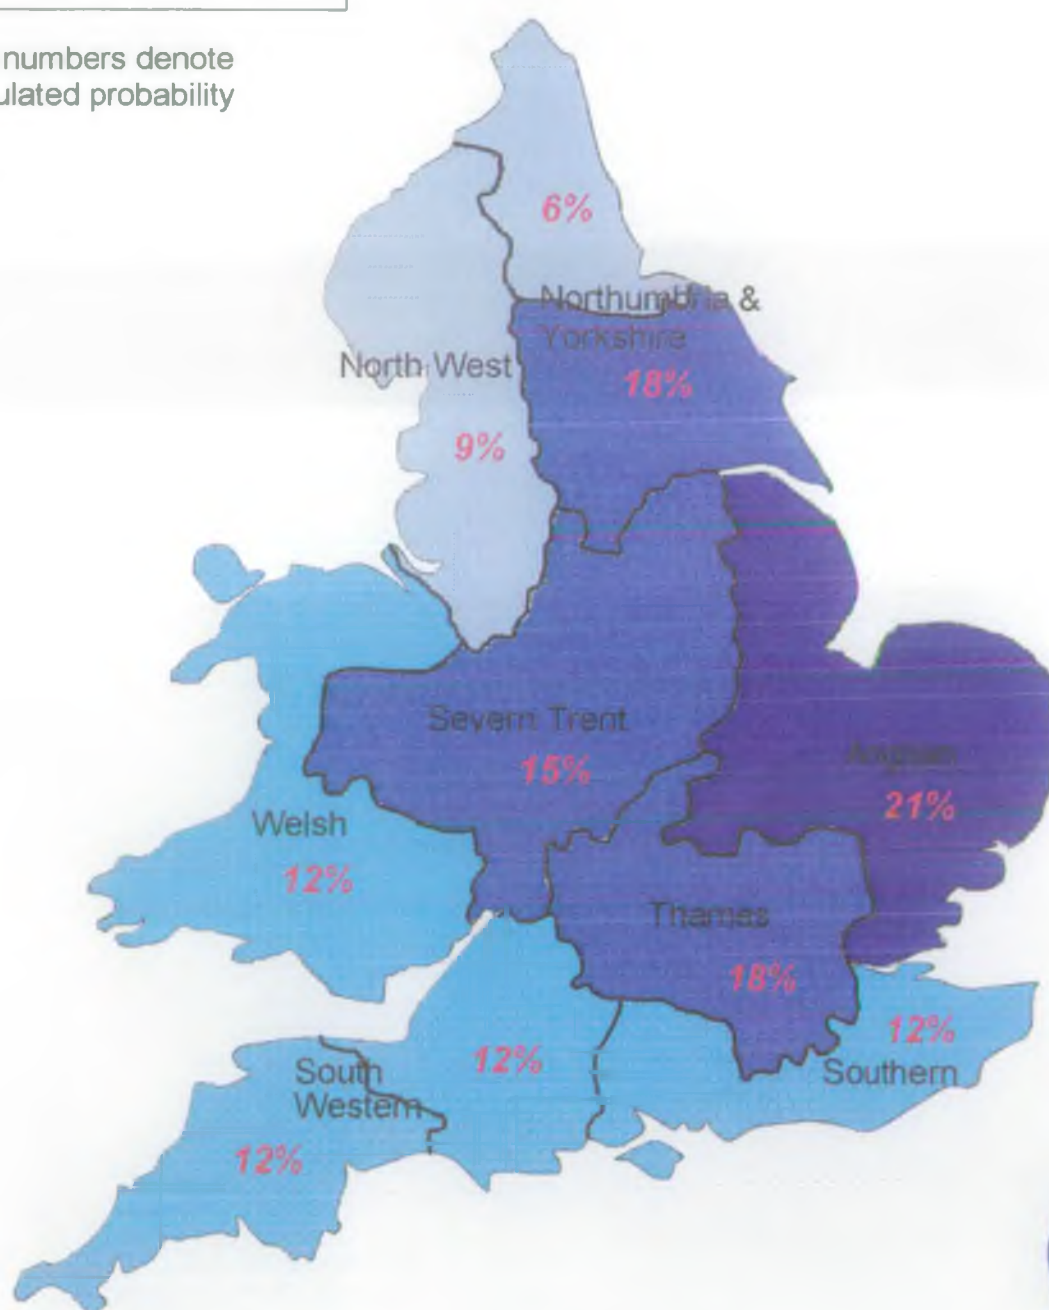 numbers denote
ulated probability
6%
Northumbria &
Yorkshire
18%
North West
9%
Severn Trent
15%
Anglian
21%
Welsh
12%
Thames
18%
12%
Southern
12%
South
Western
12%